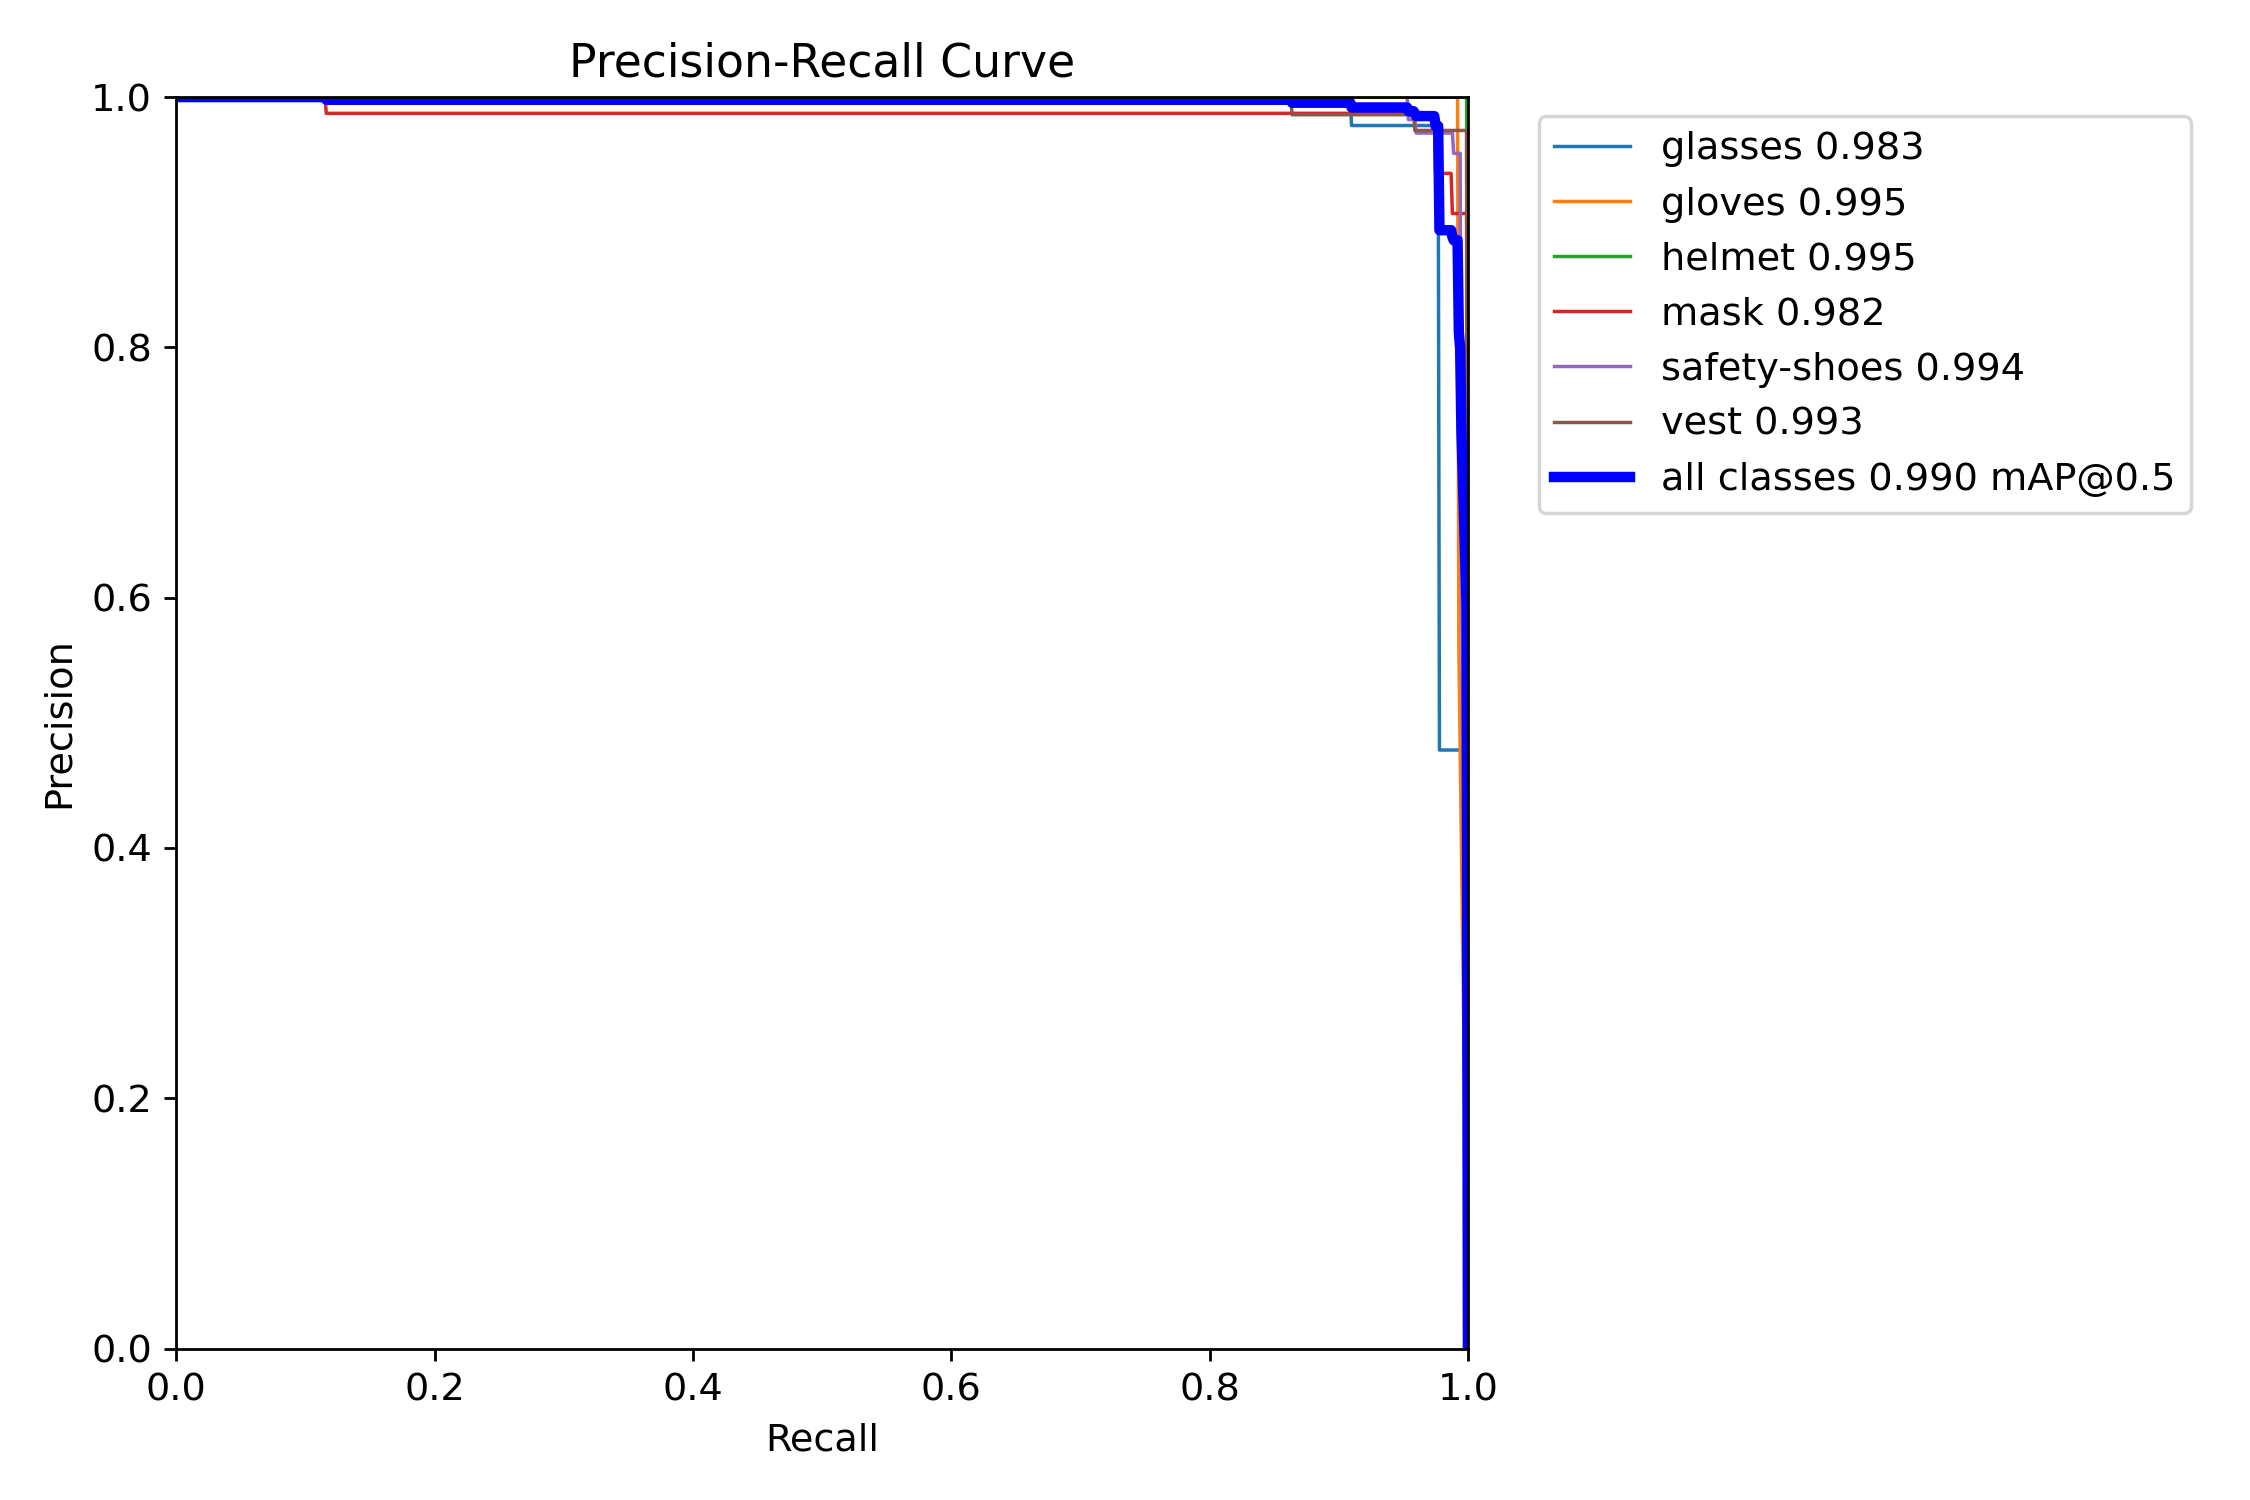 Precision-Recall Curve
1.0
0.8
0.6
0.4
0.2
0.0
Precision
0.0 0.2 0.4 0.6 0.8 1.0
Recall
glasses 0.983
gloves 0.995
helmet 0.995
mask 0.982
safety-shoes 0.994
vest 0.993
all classes 0.990 mAP@0.5